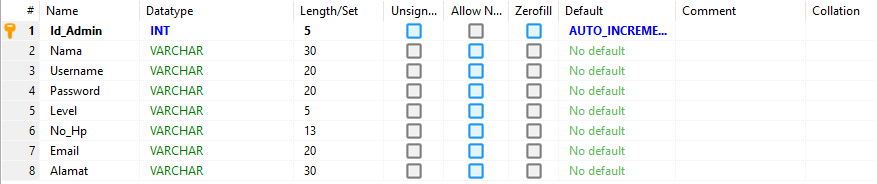 # Name Datatype Length/Set Unsign... Allow N... Zerofill Default Comment Collation
1 Id_Admin INT 5 AUTO_INCREME...
2 Nama VARCHAR 30 No default
3 Username VARCHAR 20 No default
4 Password VARCHAR 20 No default
5 Level VARCHAR 5 No default
6 No_Hp VARCHAR 13 No default
7 Email VARCHAR 20 No default
8 Alamat VARCHAR 30 No default